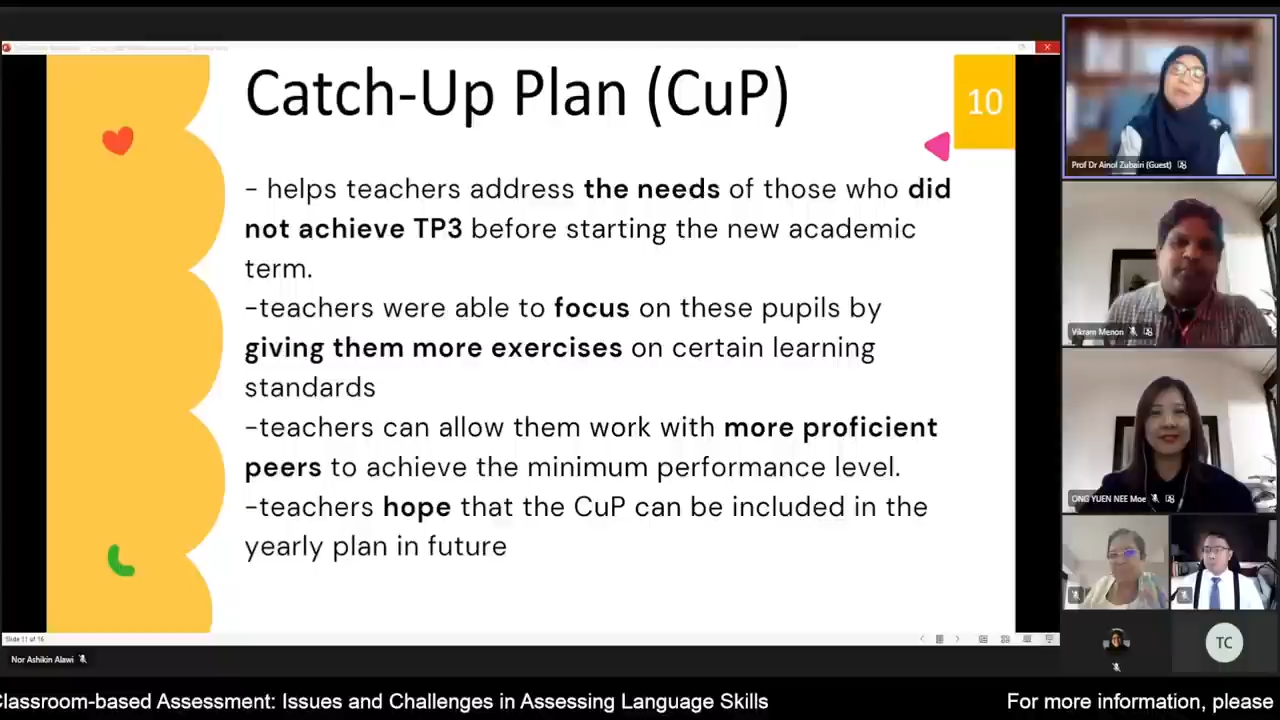 Catch-Up Plan (CuP)
10
- helps teachers address the needs of those who did
not achieve TP3 before starting the new academic
term.
-teachers were able to focus on these pupils by
giving them more exercises on certain learning
standards
-teachers can allow them work with more proficient
peers to achieve the minimum performance level.
-teachers hope that the CuP can be included in the
yearly plan in future
Slide 11 of 16
Nor Ashikin Alawi
Prof Dr Ainol Zubairi (Guest)
Vikram Menon
ONG YUEN NEE Moe
TC
Classroom-based Assessment: Issues and Challenges in Assessing Language Skills
For more information, please